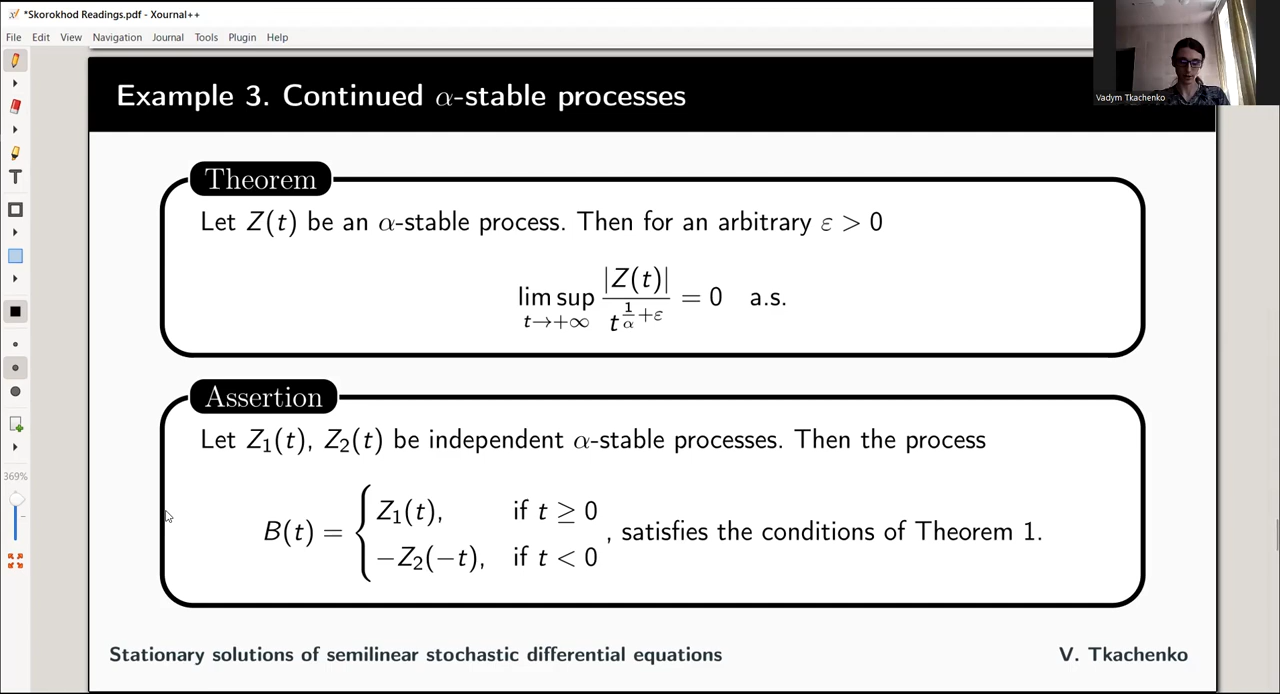 *Skorokhod Readings.pdf - Xournal++
File Edit View Navigation Journal Tools Plugin Help
Vadym Tkachenko
Example 3. Continued α-stable processes
Theorem
Let Z(t) be an α-stable process. Then for an arbitrary ε > 0
lim sup_{t→+∞} |Z(t)| / t^{1/α + ε} = 0 a.s.
Assertion
Let Z₁(t), Z₂(t) be independent α-stable processes. Then the process
B(t) = { Z₁(t), if t ≥ 0
−Z₂(−t), if t < 0 , satisfies the conditions of Theorem 1.
369%
Stationary solutions of semilinear stochastic differential equations V. Tkachenko